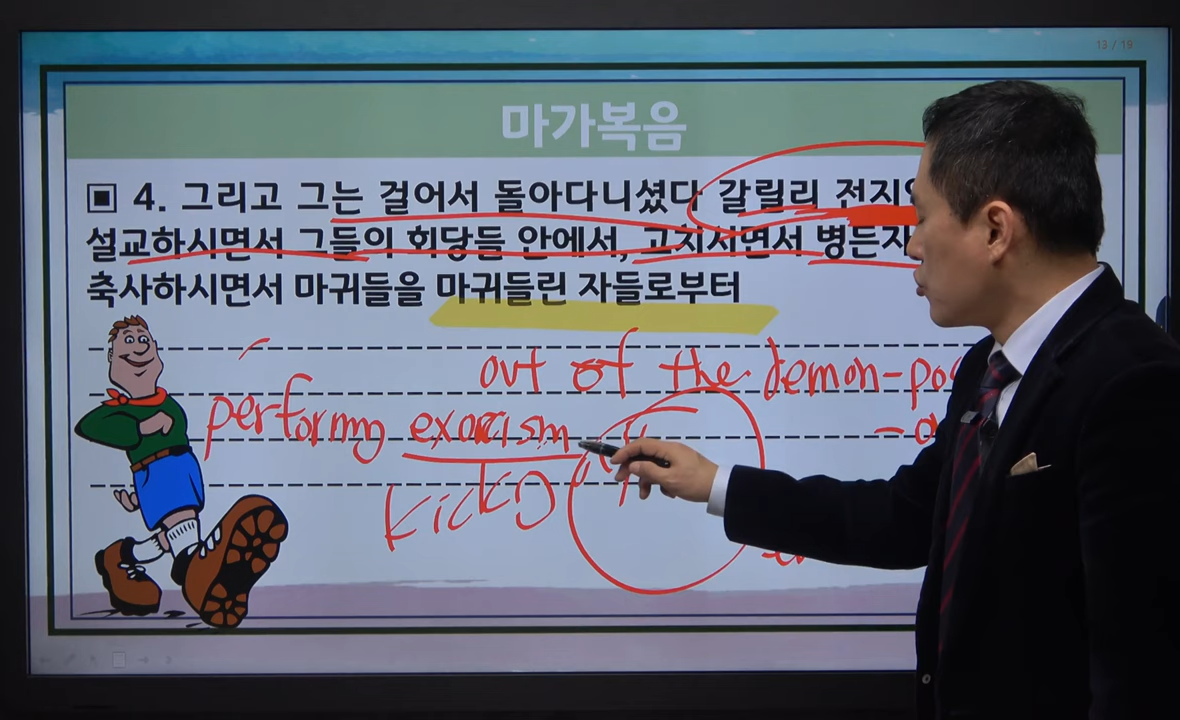 13 / 19
마가복음
▣ 4. 그리고 그는 걸어서 돌아다니셨다 갈릴리 전지
설교하시면서 그들의 회당들 안에서, 고치시면서 병든자
축사하시면서 마귀들을 마귀들린 자들로부터
out of the demon-po
performing exorcism